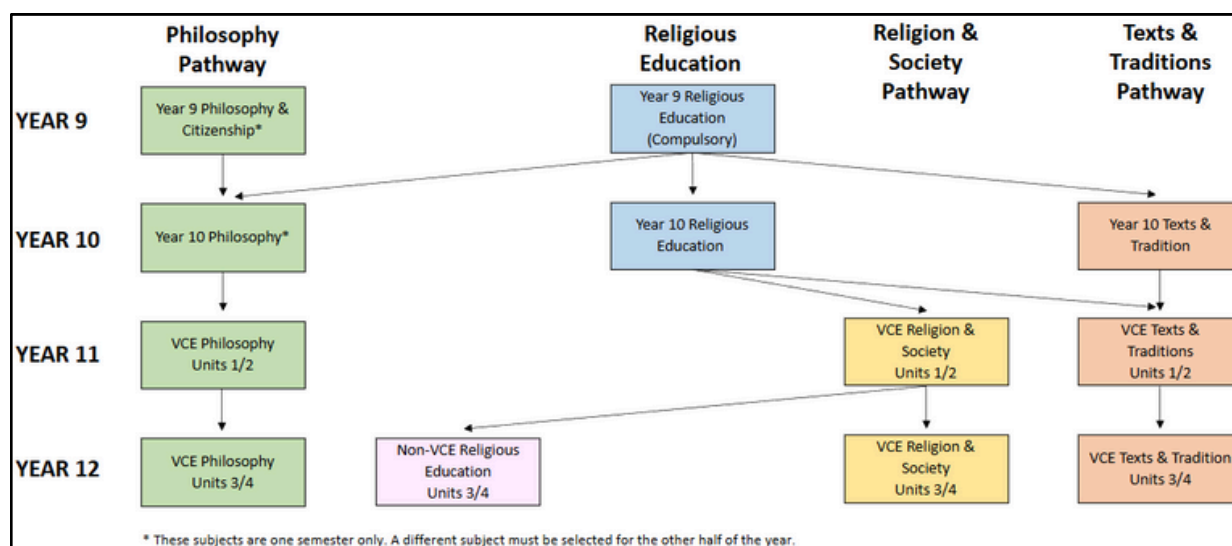 Philosophy
Pathway
Religious
Education
Religion &
Society
Pathway
Texts &
Traditions
Pathway
YEAR 9
Year 9 Philosophy &
Citizenship*
Year 9 Religious
Education
(Compulsory)
YEAR 10
Year 10 Philosophy*
Year 10 Religious
Education
Year 10 Texts &
Tradition
YEAR 11
VCE Philosophy
Units 1/2
VCE Religion &
Society
Units 1/2
VCE Texts &
Traditions
Units 1/2
YEAR 12
VCE Philosophy
Units 3/4
Non-VCE Religious
Education
Units 3/4
VCE Religion &
Society
Units 3/4
VCE Texts & Tradition
Units 3/4
* These subjects are one semester only. A different subject must be selected for the other half of the year.